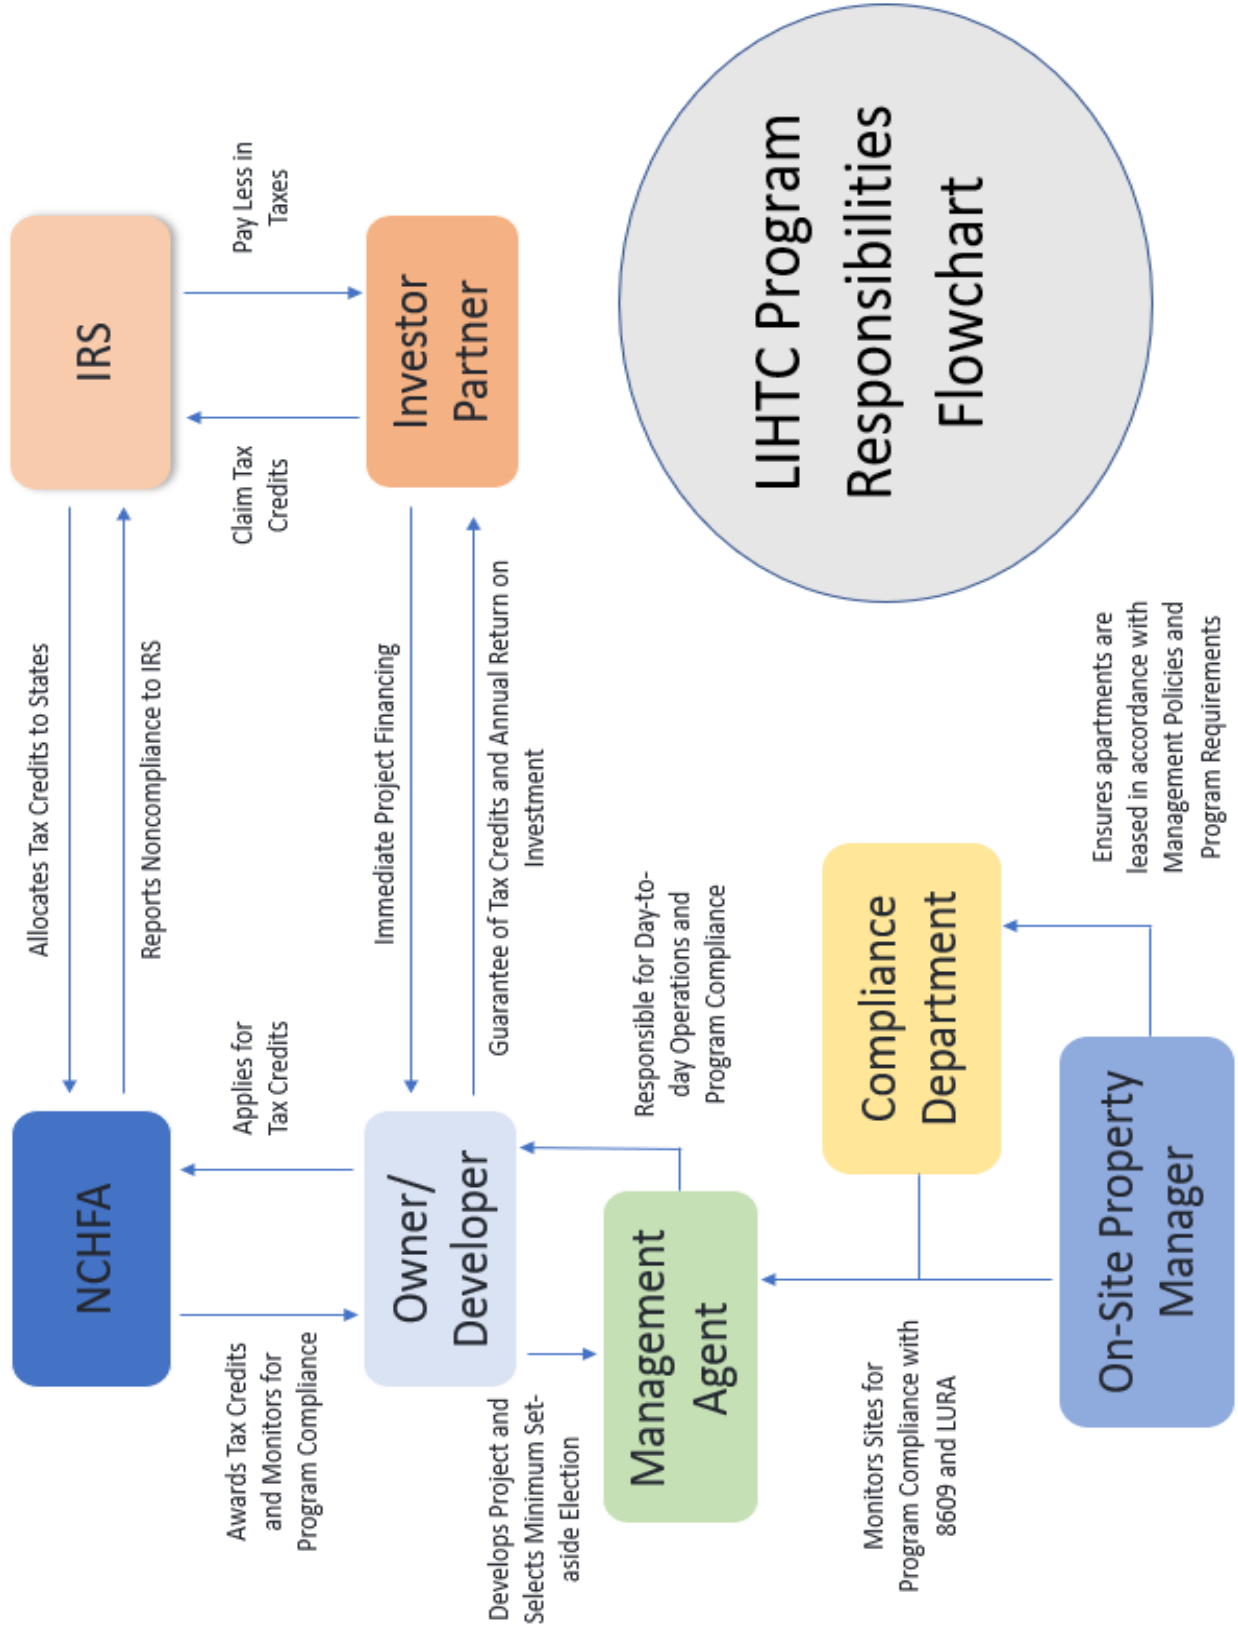 NCHFA
Allocates Tax Credits to States
Reports Noncompliance to IRS
IRS
Awards Tax Credits
and Monitors for
Program Compliance
Applies for
Tax Credits
Claim Tax
Credits
Pay Less in
Taxes
Owner/
Developer
Immediate Project Financing
Guarantee of Tax Credits and Annual Return on
Investment
Investor
Partner
Develops Project and
Selects Minimum Set-
aside Election
Management
Agent
Responsible for Day-to-
day Operations and
Program Compliance
LIHTC Program
Responsibilities
Flowchart
Monitors Sites for
Program Compliance with
8609 and LURA
Compliance
Department
On-Site Property
Manager
Ensures apartments are
leased in accordance with
Management Policies and
Program Requirements